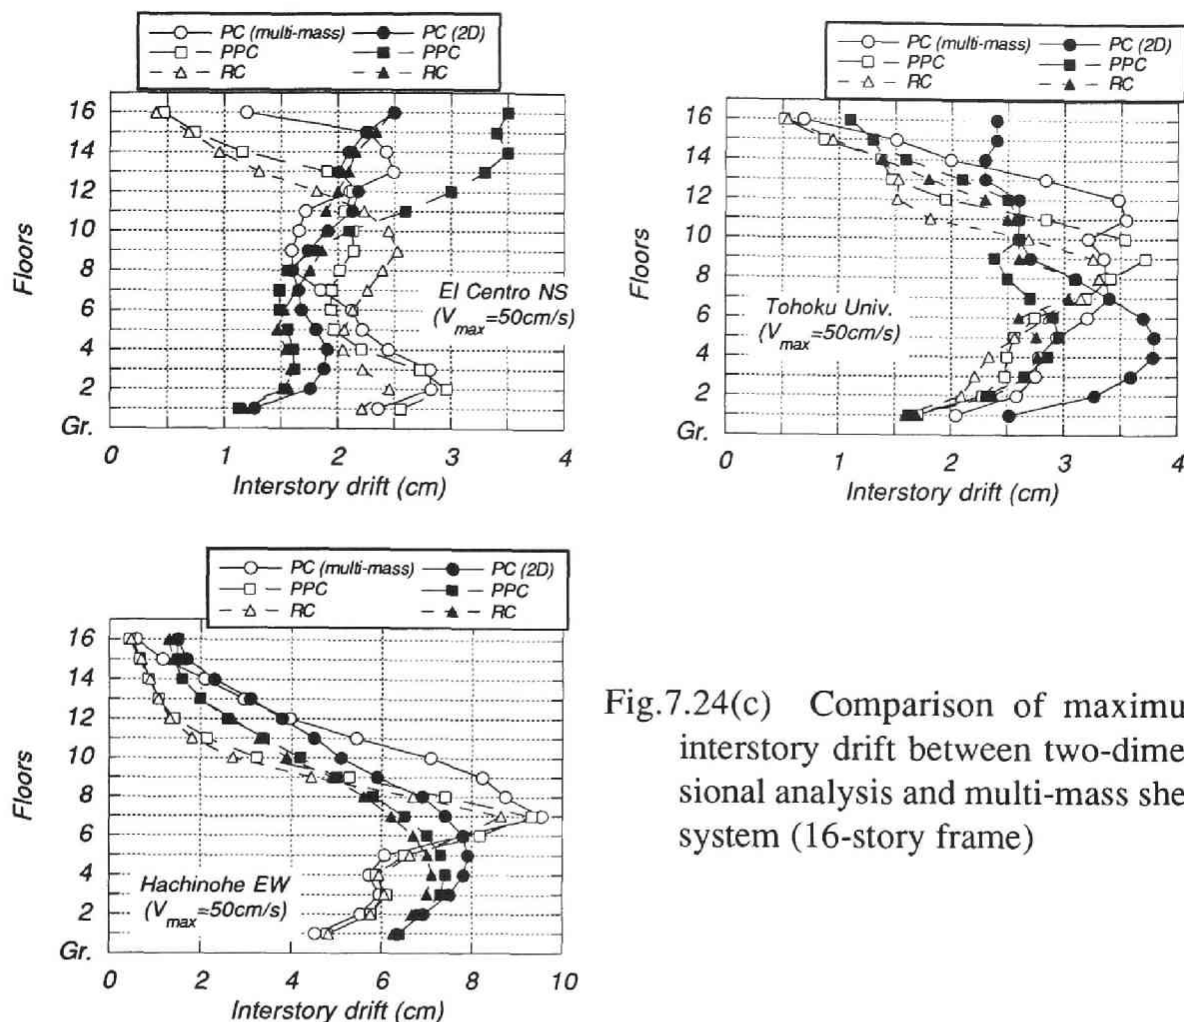 PC (multi-mass) PC (2D)
PPC PPC
RC RC
16
14
12
10
8
6
4
2
Gr.
Floors
El Centro NS
(Vmax=50cm/s)
0 1 2 3 4
Interstory drift (cm)
PC (multi-mass) PC (2D)
PPC PPC
RC RC
16
14
12
10
8
6
4
2
Gr.
Floors
Tohoku Univ.
(Vmax=50cm/s)
0 1 2 3 4
Interstory drift (cm)
PC (multi-mass) PC (2D)
PPC PPC
RC RC
16
14
12
10
8
6
4
2
Gr.
Floors
Hachinohe EW
(Vmax=50cm/s)
0 2 4 6 8 10
Interstory drift (cm)
Fig.7.24(c) Comparison of maximu
interstory drift between two-dime
sional analysis and multi-mass she
system (16-story frame)